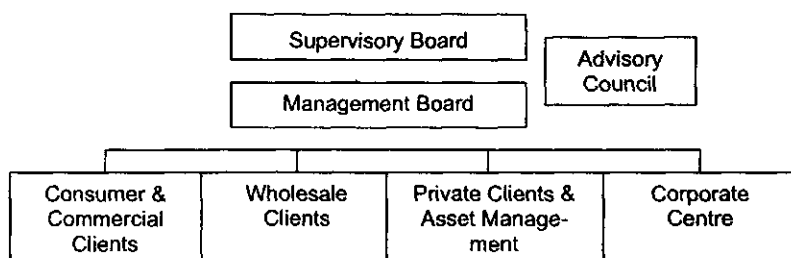 Supervisory Board
Advisory
Council
Management Board
Consumer &
Commercial
Clients
Wholesale
Clients
Private Clients &
Asset Manage-
ment
Corporate
Centre